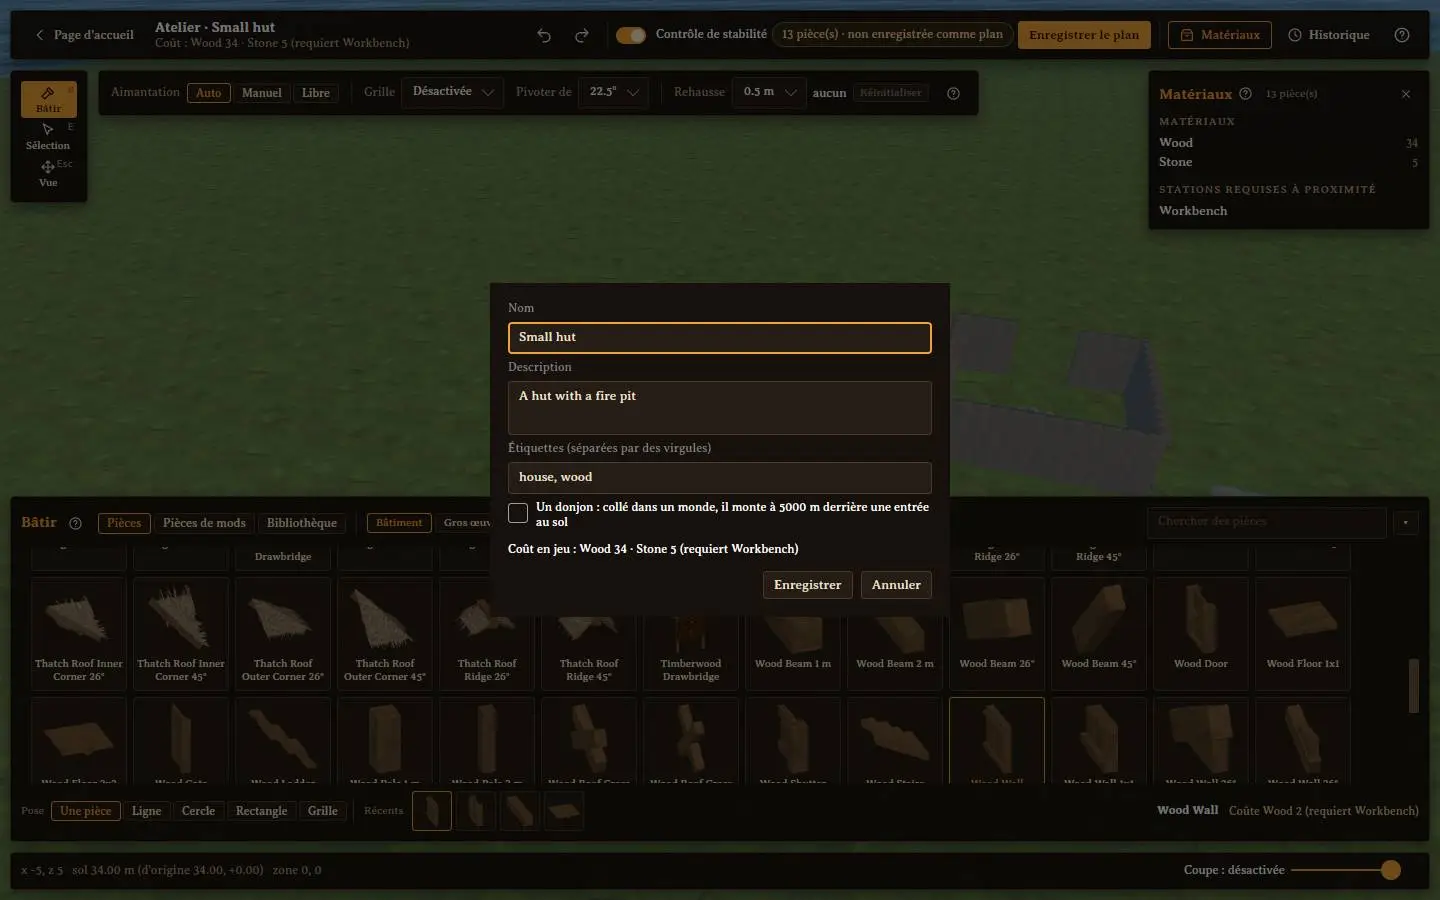 Page d'accueil
Atelier · Small hut
Coût : Wood 34 · Stone 5 (requiert Workbench)
Contrôle de stabilité
13 pièce(s) · non enregistrée comme plan
Enregistrer le plan
Matériaux
Historique
Bâtir
E
Sélection
Esc
Vue
Aimantation
Auto
Manuel
Libre
Grille
Désactivée
Pivoter de
22.5°
Rehausse
0.5 m
aucun
Réinitialiser
Matériaux
13 pièce(s)
MATÉRIAUX
Wood 34
Stone 5
STATIONS REQUISES À PROXIMITÉ
Workbench
Nom
Small hut
Description
A hut with a fire pit
Étiquettes (séparées par des virgules)
house, wood
Un donjon : collé dans un monde, il monte à 5000 m derrière une entrée
au sol
Coût en jeu : Wood 34 · Stone 5 (requiert Workbench)
Enregistrer
Annuler
Bâtir
Pièces
Pièces de mods
Bibliothèque
Bâtiment
Gros œuv
Chercher des pièces
Drawbridge
Ridge 26°
Ridge 45°
Thatch Roof Inner
Corner 26°
Thatch Roof Inner
Corner 45°
Thatch Roof
Outer Corner 26°
Thatch Roof
Outer Corner 45°
Thatch Roof
Ridge 26°
Thatch Roof
Ridge 45°
Timberwood
Drawbridge
Wood Beam 1 m
Wood Beam 2 m
Wood Beam 26°
Wood Beam 45°
Wood Door
Wood Floor 1x1
Pose
Une pièce
Ligne
Cercle
Rectangle
Grille
Récents
Wood Wall
Coûte Wood 2 (requiert Workbench)
x -5, z 5 sol 34.00 m (d'origine 34.00, +0.00) zone 0, 0
Coupe : désactivée